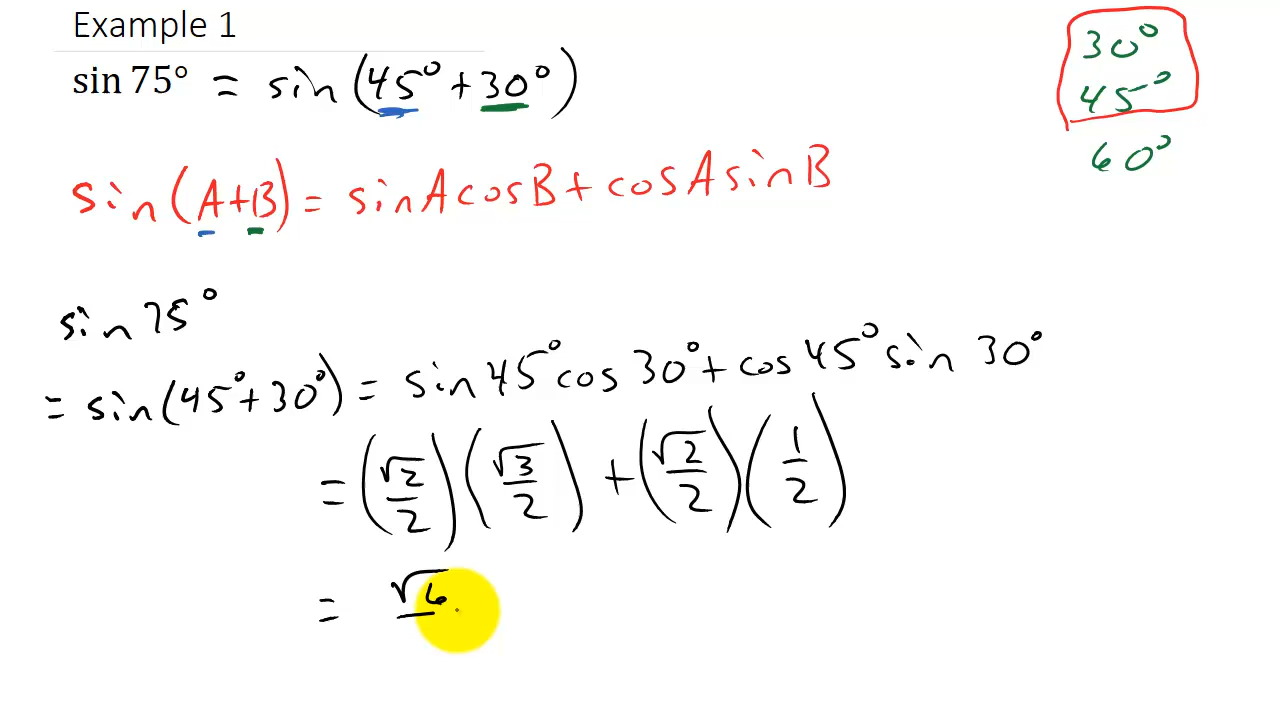 Example 1
sin 75° = sin(45° + 30°)
30°
45°
60°
sin(A+B) = sinAcosB + cosAsinB
sin 75°
= sin(45° + 30°) = sin 45° cos 30° + cos 45° sin 30°
= (√2/2)(√3/2) + (√2/2)(1/2)
= √6